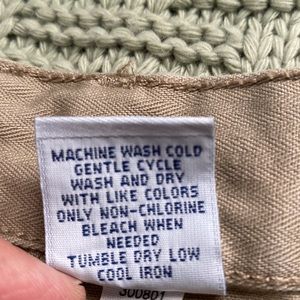 MACHINE WASH COLD
GENTLE CYCLE
WASH AND DRY
WITH LIKE COLORS
ONLY NON-CHLORINE
BLEACH WHEN
NEEDED
TUMBLE DRY LOW
COOL IRON
300801